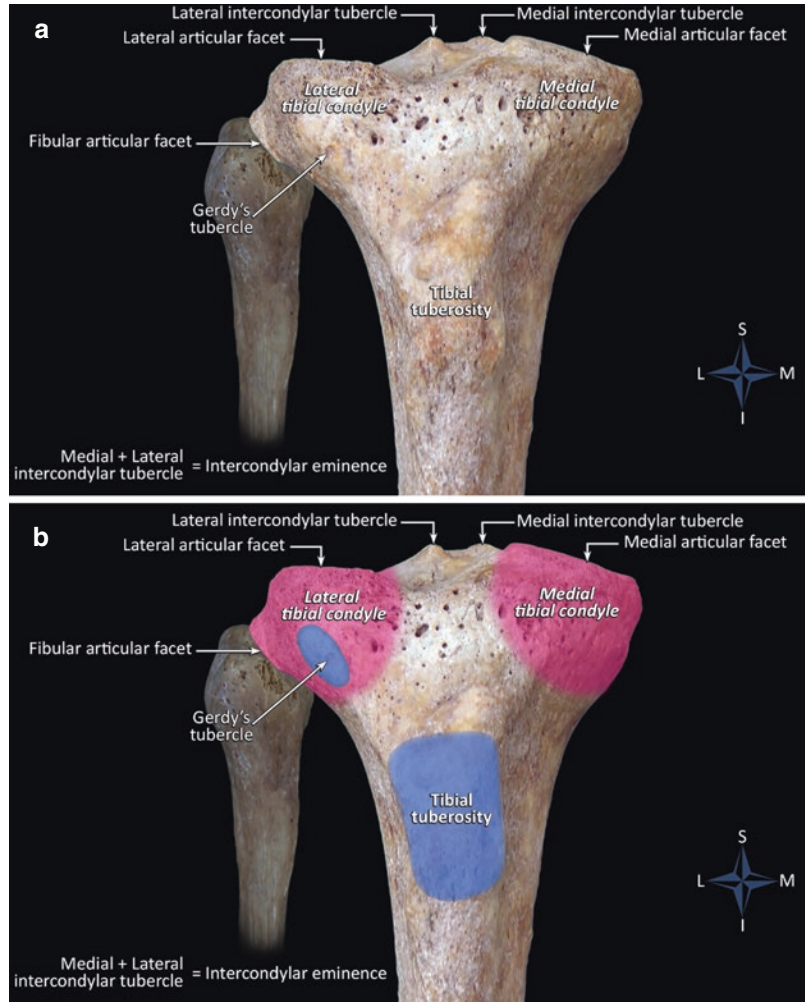 a
Lateral intercondylar tubercle
Medial intercondylar tubercle
Lateral articular facet
Medial articular facet
Lateral
tibial condyle
Medial
tibial condyle
Fibular articular facet
Gerdy's
tubercle
Tibial
tuberosity
S
L
M
I
Medial + Lateral
intercondylar tubercle = Intercondylar eminence
b
Lateral intercondylar tubercle
Medial intercondylar tubercle
Lateral articular facet
Medial articular facet
Lateral
tibial condyle
Medial
tibial condyle
Fibular articular facet
Gerdy's
tubercle
Tibial
tuberosity
S
L
M
I
Medial + Lateral
intercondylar tubercle = Intercondylar eminence